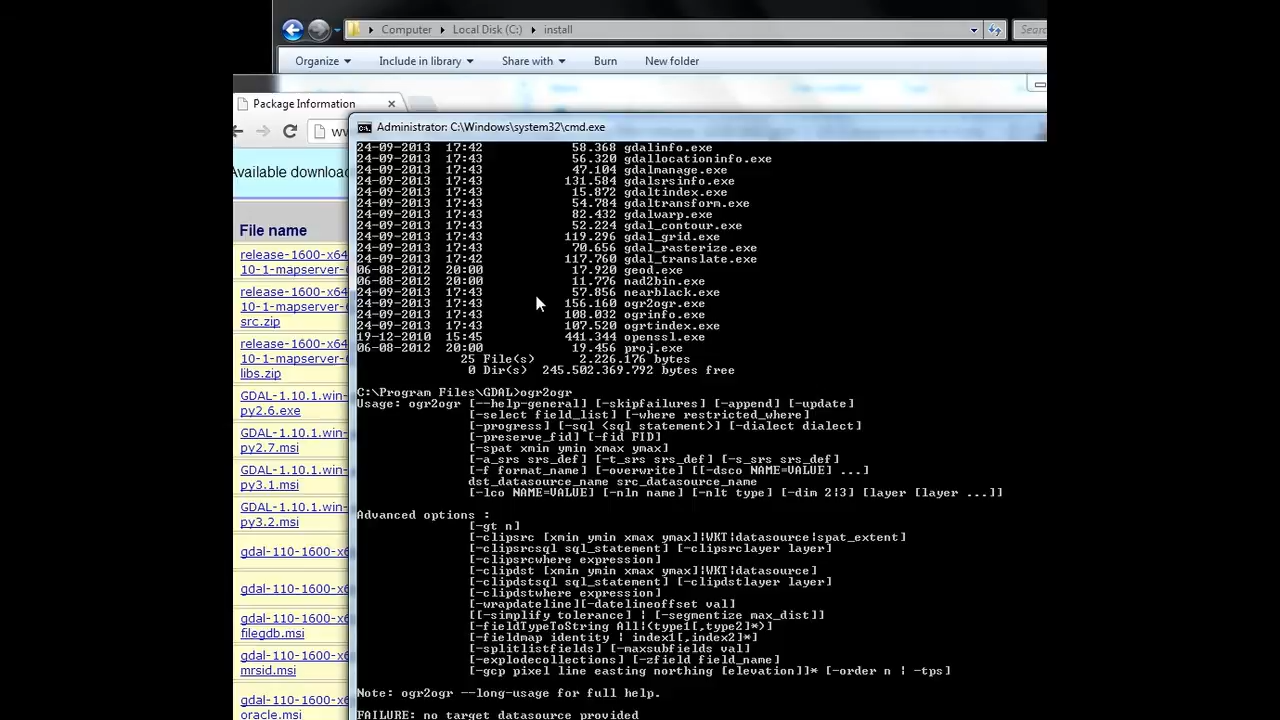 Computer Local Disk (C:) install
Sear
Organize Include in library Share with Burn New folder
Package Information
ww
Administrator: C:\Windows\system32\cmd.exe
Available downloa
File name
release-1600-x64
10-1-mapserver-
release-1600-x64
10-1-mapserver-
src.zip
release-1600-x64
10-1-mapserver-
libs.zip
GDAL-1.10.1.win-
py2.6.exe
GDAL-1.10.1.win-
py2.7.msi
GDAL-1.10.1.win-
py3.1.msi
GDAL-1.10.1.win-
py3.2.msi
gdal-110-1600-x6
gdal-110-1600-x6
gdal-110-1600-x6
filegdb.msi
gdal-110-1600-x6
mrsid.msi
gdal-110-1600-x6
oracle.msi
24-09-2013 17:42 58.368 gdalinfo.exe
24-09-2013 17:43 56.320 gdallocationinfo.exe
24-09-2013 17:43 47.104 gdalmanage.exe
24-09-2013 17:43 131.584 gdalsrsinfo.exe
24-09-2013 17:43 15.872 gdaltindex.exe
24-09-2013 17:43 54.784 gdaltransform.exe
24-09-2013 17:43 82.432 gdalwarp.exe
24-09-2013 17:43 52.224 gdal_contour.exe
24-09-2013 17:43 119.296 gdal_grid.exe
24-09-2013 17:43 70.656 gdal_rasterize.exe
24-09-2013 17:42 117.760 gdal_translate.exe
06-08-2012 20:00 17.920 geod.exe
06-08-2012 20:00 11.776 nad2bin.exe
24-09-2013 17:43 57.856 nearblack.exe
24-09-2013 17:43 156.160 ogr2ogr.exe
24-09-2013 17:43 108.032 ogrinfo.exe
24-09-2013 17:43 107.520 ogrtindex.exe
19-12-2010 15:45 441.344 openssl.exe
06-08-2012 20:00 19.456 proj.exe
25 File(s) 2.226.176 bytes
0 Dir(s) 245.502.369.792 bytes free
C:\Program Files\GDAL>ogr2ogr
Usage: ogr2ogr [--help-general] [-skipfailures] [-append] [-update]
[-select field_list] [-where restricted_where]
[-progress] [-sql <sql statement>] [-dialect dialect]
[-preserve_fid] [-fid FID]
[-spat xmin ymin xmax ymax]
[-a_srs srs_def] [-t_srs srs_def] [-s_srs srs_def]
[-f format_name] [-overwrite] [[-dsco NAME=VALUE] ...]
dst_datasource_name src_datasource_name
[-lco NAME=VALUE] [-nln name] [-nlt type] [-dim 2|3] [layer [layer ...]]
Advanced options :
[-gt n]
[-clipsrc [xmin ymin xmax ymax]|WKT|datasource|spat_extent]
[-clipsrcsql sql_statement] [-clipsrclayer layer]
[-clipsrcwhere expression]
[-clipdst [xmin ymin xmax ymax]|WKT|datasource]
[-clipdstsql sql_statement] [-clipdstlayer layer]
[-clipdstwhere expression]
[-wrapdateline][-datelineoffset val]
[[-simplify tolerance] | [-segmentize max_dist]]
[-fieldTypeToString All|(type1[,type2]*)]
[-fieldmap identity | index1[,index2]*]
[-splitlistfields] [-maxsubfields val]
[-explodecollections] [-zfield field_name]
[-gcp pixel line easting northing [elevation]]* [-order n | -tps]
Note: ogr2ogr --long-usage for full help.
FAILURE: no target datasource provided